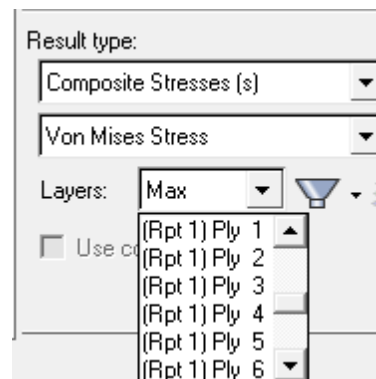 Result type:
Composite Stresses (s)
Von Mises Stress
Layers: Max
(Rpt 1) Ply 1
Use
(Rpt 1) Ply 2
(Rpt 1) Ply 3
(Rpt 1) Ply 4
(Rpt 1) Ply 5
(Rpt 1) Ply 6